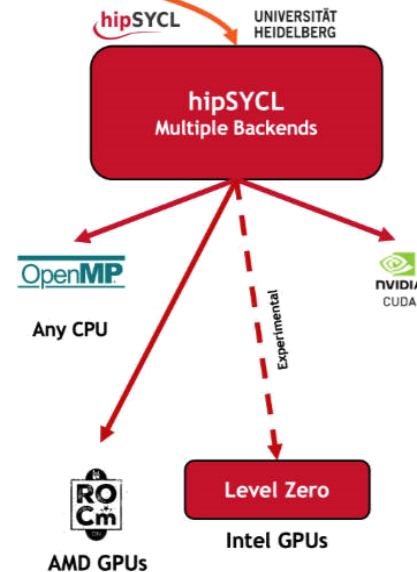 hipSYCL
UNIVERSITÄT
HEIDELBERG
hipSYCL
Multiple Backends
OpenMP
Any CPU
Experimental
NVIDIA
CUDA
RO
Cm
AMD GPUs
Level Zero
Intel GPUs